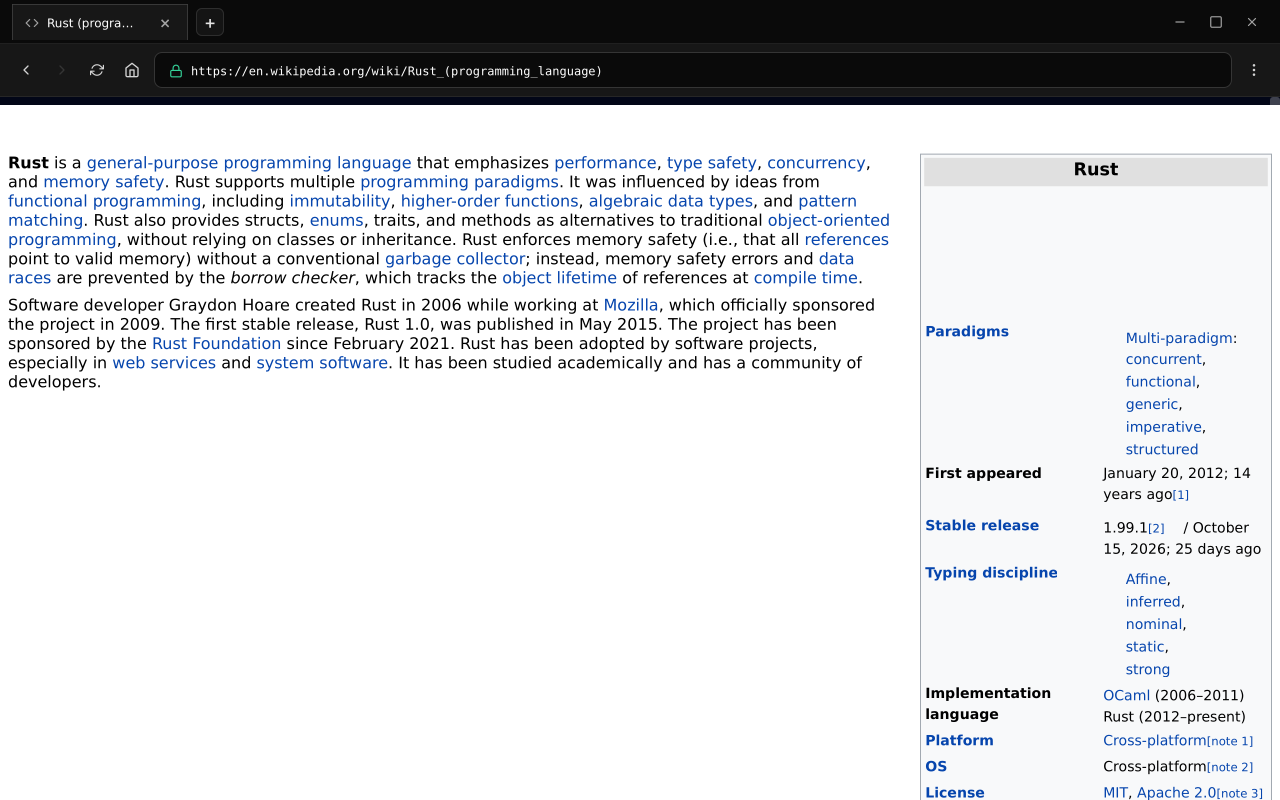 Rust (progra...
https://en.wikipedia.org/wiki/Rust_(programming_language)
Rust is a general-purpose programming language that emphasizes performance, type safety, concurrency,
and memory safety. Rust supports multiple programming paradigms. It was influenced by ideas from
functional programming, including immutability, higher-order functions, algebraic data types, and pattern
matching. Rust also provides structs, enums, traits, and methods as alternatives to traditional object-oriented
programming, without relying on classes or inheritance. Rust enforces memory safety (i.e., that all references
point to valid memory) without a conventional garbage collector; instead, memory safety errors and data
races are prevented by the borrow checker, which tracks the object lifetime of references at compile time.
Software developer Graydon Hoare created Rust in 2006 while working at Mozilla, which officially sponsored
the project in 2009. The first stable release, Rust 1.0, was published in May 2015. The project has been
sponsored by the Rust Foundation since February 2021. Rust has been adopted by software projects,
especially in web services and system software. It has been studied academically and has a community of
developers.
Rust
Paradigms
Multi-paradigm:
concurrent,
functional,
generic,
imperative,
structured
First appeared
January 20, 2012; 14
years ago[1]
Stable release
1.99.1[2] / October
15, 2026; 25 days ago
Typing discipline
Affine,
inferred,
nominal,
static,
strong
Implementation
language
OCaml (2006–2011)
Rust (2012–present)
Platform
Cross-platform[note 1]
OS
Cross-platform[note 2]
License
MIT, Apache 2.0[note 3]